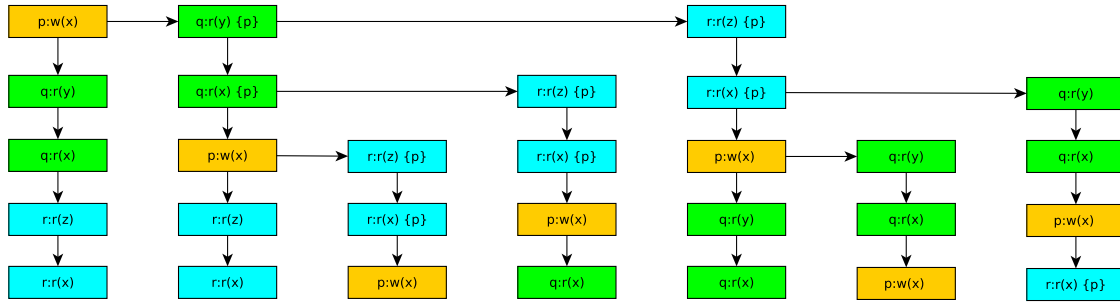 p:w(x)
q:r(y) {p}
r:r(z) {p}
q:r(y)
q:r(x) {p}
r:r(z) {p}
r:r(x) {p}
q:r(y)
q:r(x)
p:w(x)
r:r(z) {p}
r:r(x) {p}
p:w(x)
q:r(y)
q:r(x)
r:r(z)
r:r(z)
r:r(x) {p}
p:w(x)
q:r(y)
q:r(x)
p:w(x)
r:r(x)
r:r(x)
p:w(x)
q:r(x)
q:r(x)
p:w(x)
r:r(x) {p}